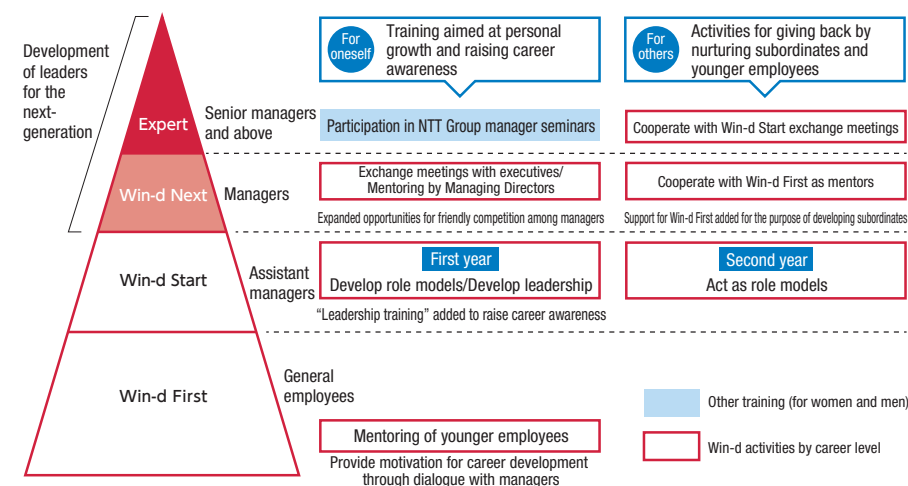 Development
of leaders
for the
next-
generation
For
oneself
Training aimed at personal
growth and raising career
awareness
For
others
Activities for giving back by
nurturing subordinates and
younger employees
Expert
Senior managers
and above
Participation in NTT Group manager seminars
Cooperate with Win-d Start exchange meetings
Win-d Next
Managers
Exchange meetings with executives/
Mentoring by Managing Directors
Cooperate with Win-d First as mentors
Expanded opportunities for friendly competition among managers
Support for Win-d First added for the purpose of developing subordinates
Win-d Start
Assistant
managers
First year
Develop role models/Develop leadership
Second year
Act as role models
“Leadership training” added to raise career awareness
Win-d First
General
employees
Mentoring of younger employees
Provide motivation for career development
through dialogue with managers
Other training (for women and men)
Win-d activities by career level